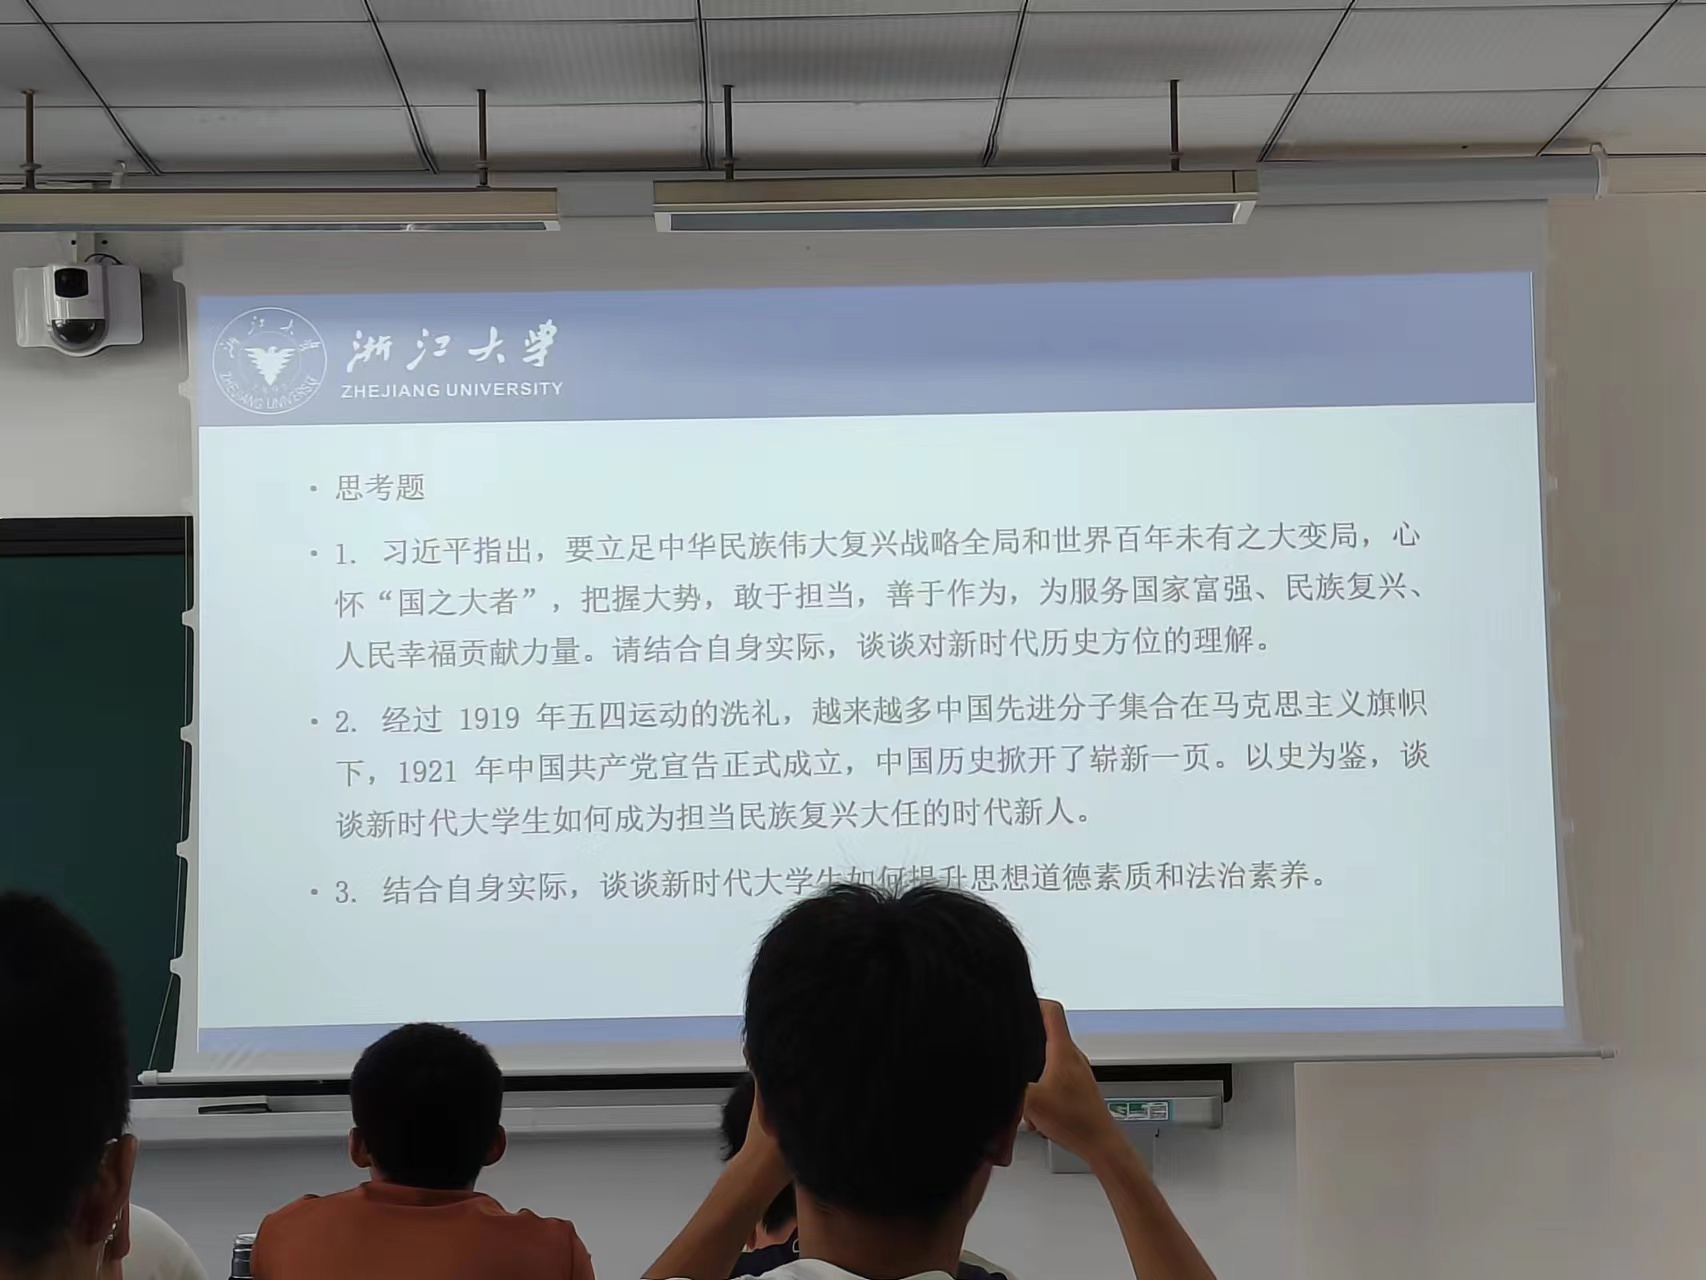 浙江大学
ZHEJIANG UNIVERSITY
• 思考题
• 1. 习近平指出，要立足中华民族伟大复兴战略全局和世界百年未有之大变局，心
怀“国之大者”，把握大势，敢于担当，善于作为，为服务国家富强、民族复兴、
人民幸福贡献力量。请结合自身实际，谈谈对新时代历史方位的理解。
• 2. 经过 1919 年五四运动的洗礼，越来越多中国先进分子集合在马克思主义旗帜
下，1921 年中国共产党宣告正式成立，中国历史掀开了崭新一页。以史为鉴，谈
谈新时代大学生如何成为担当民族复兴大任的时代新人。
• 3. 结合自身实际，谈谈新时代大学生如何提升思想道德素质和法治素养。